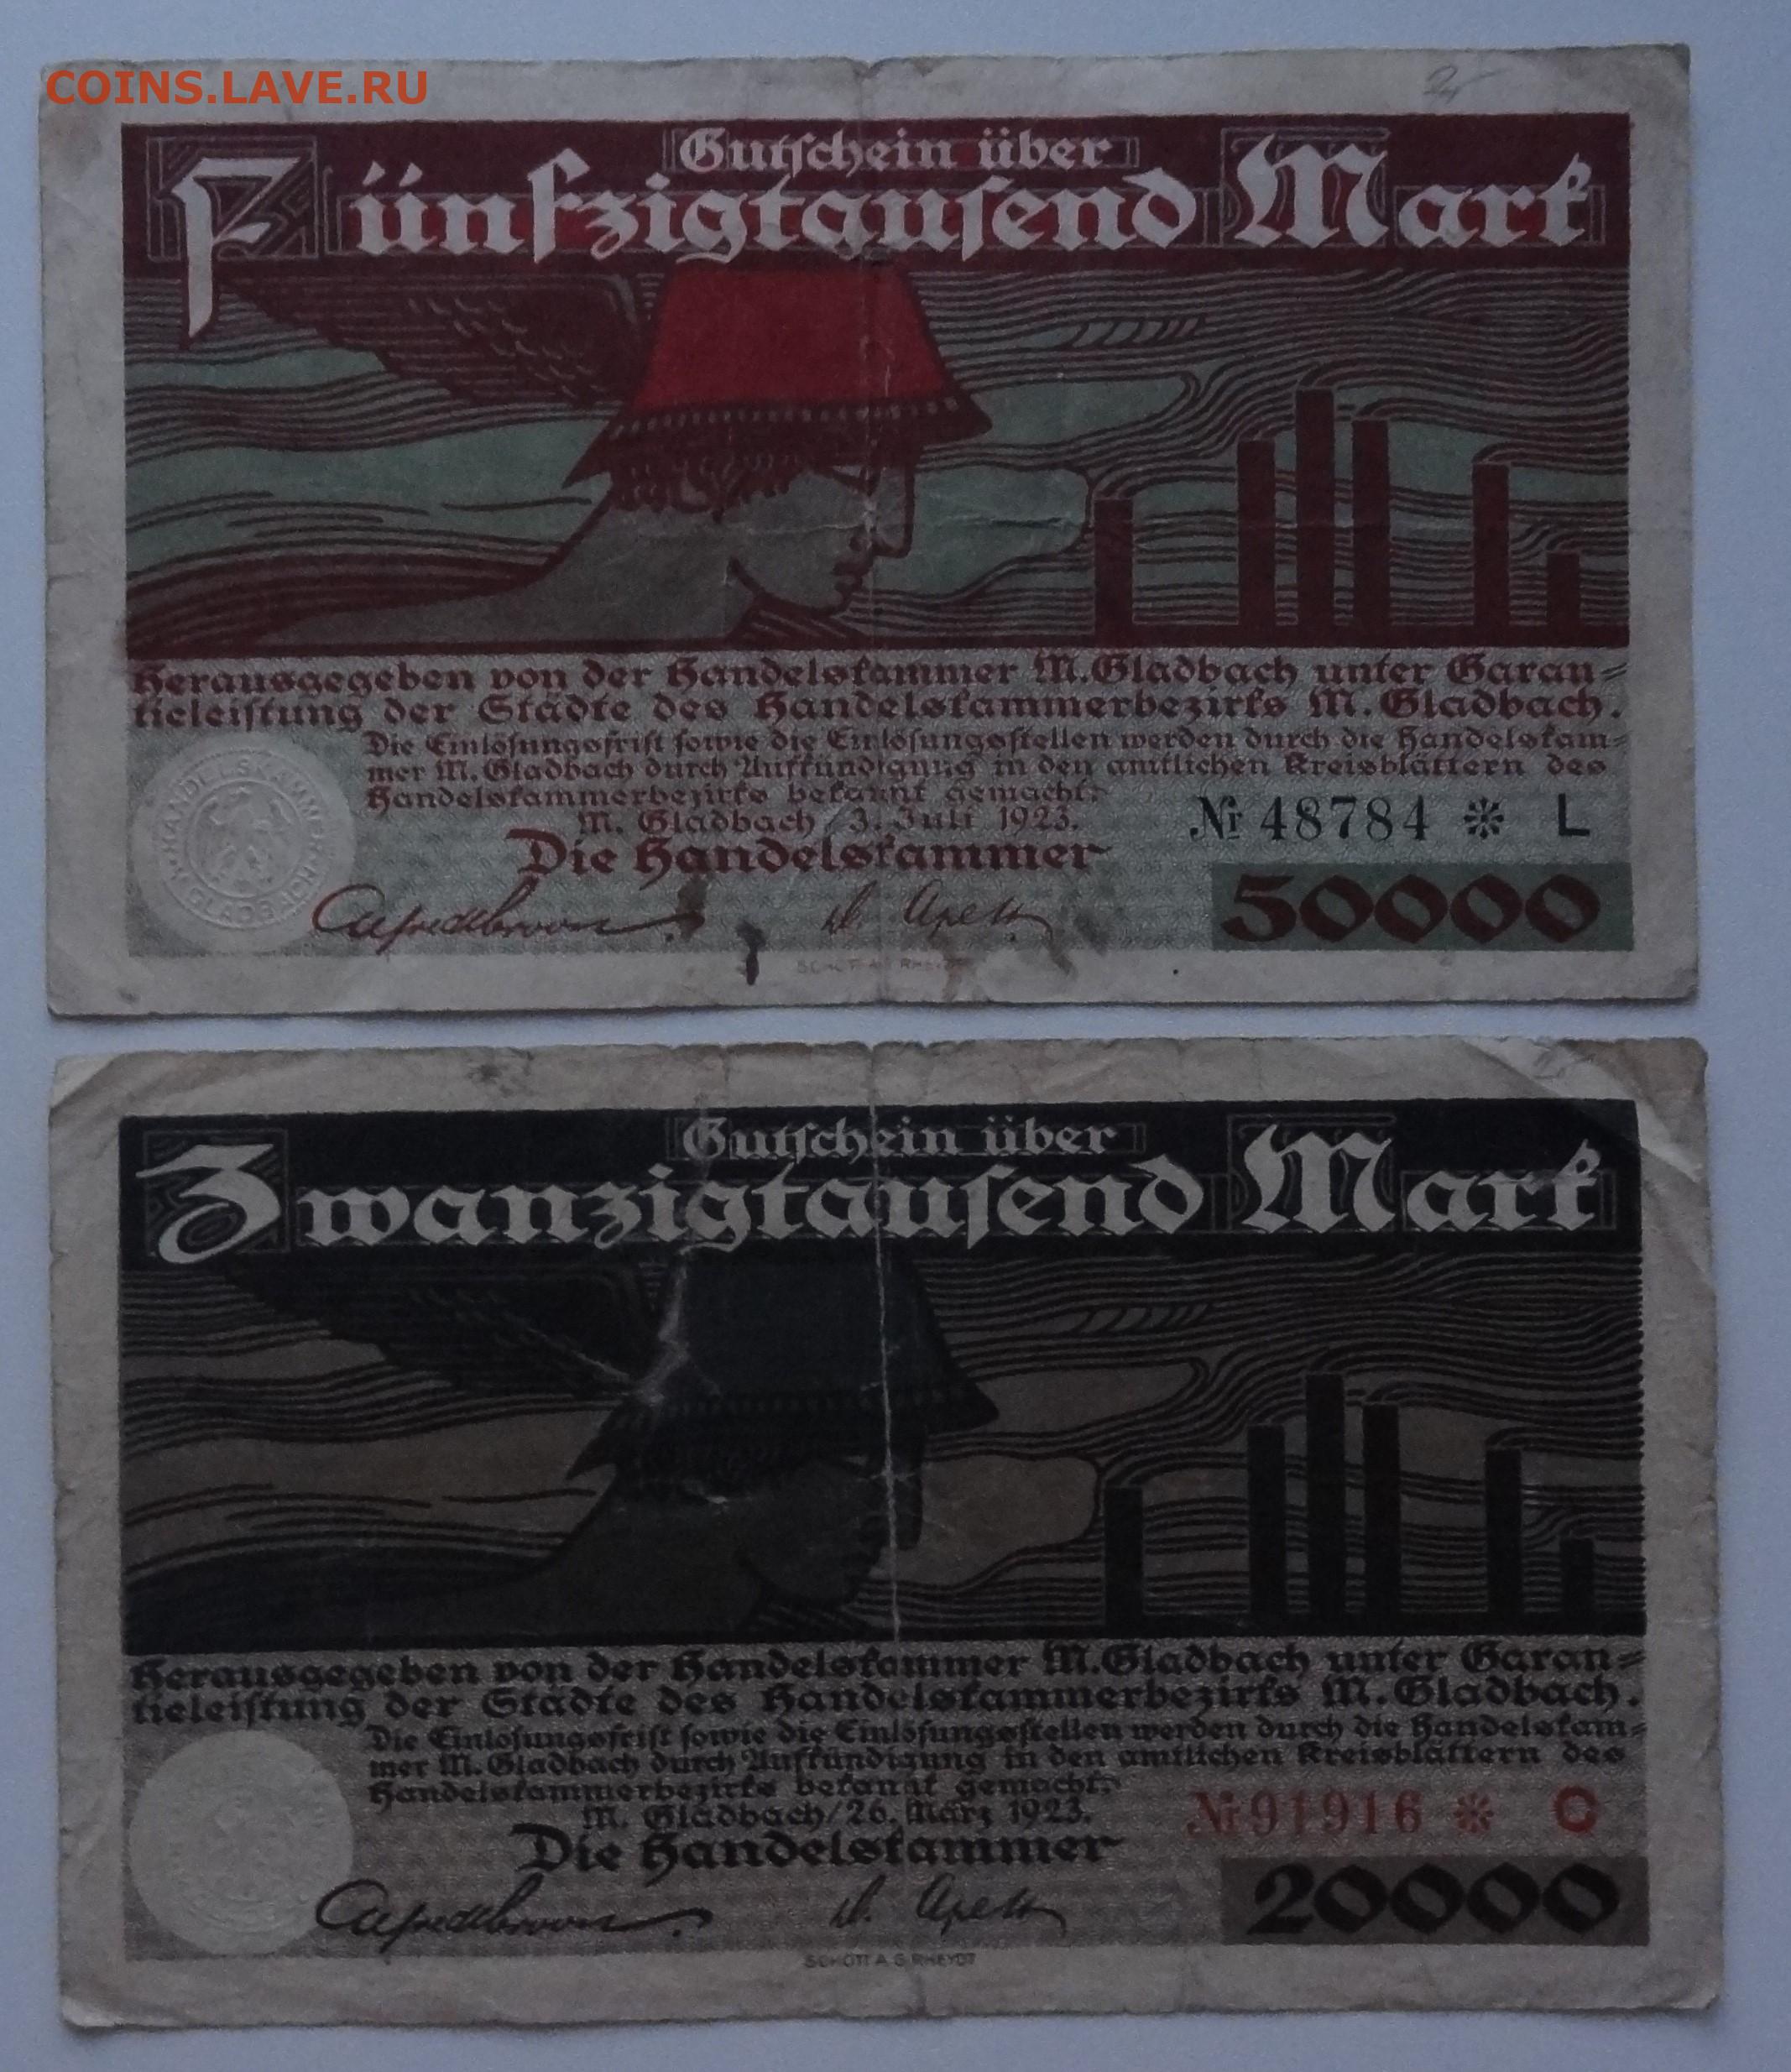 COINS.LAVE.RU
Gutschein über
Fünfzigtausend Mark
Herausgegeben von der Handelskammer M.Gladbach unter Garan=
tieleistung der Städte des Handelskammerbezirks M.Gladbach.
Die Einlösungsfrist sowie die Einlösungsstellen werden durch die Handelskam=
mer M.Gladbach durch Aufkündigung in den amtlichen Kreisblättern des
Handelskammerbezirks bekannt gemacht.
M. Gladbach/3. Juli 1923.
HANDELSKAMMER
M. GLADBACH
№ 48784 * L
Die Handelskammer
50000
SCHOTT A.G. RHEYDT
Gutschein über
Zwanzigtausend Mark
Herausgegeben von der Handelskammer M.Gladbach unter Garan=
tieleistung der Städte des Handelskammerbezirks M.Gladbach.
Die Einlösungsfrist sowie die Einlösungsstellen werden durch die Handelskam=
mer M.Gladbach durch Aufkündigung in den amtlichen Kreisblättern des
Handelskammerbezirks bekannt gemacht.
M. Gladbach/26. März 1923.
№ 91916 *
Die Handelskammer
20000
SCHOTT A.G. RHEYDT